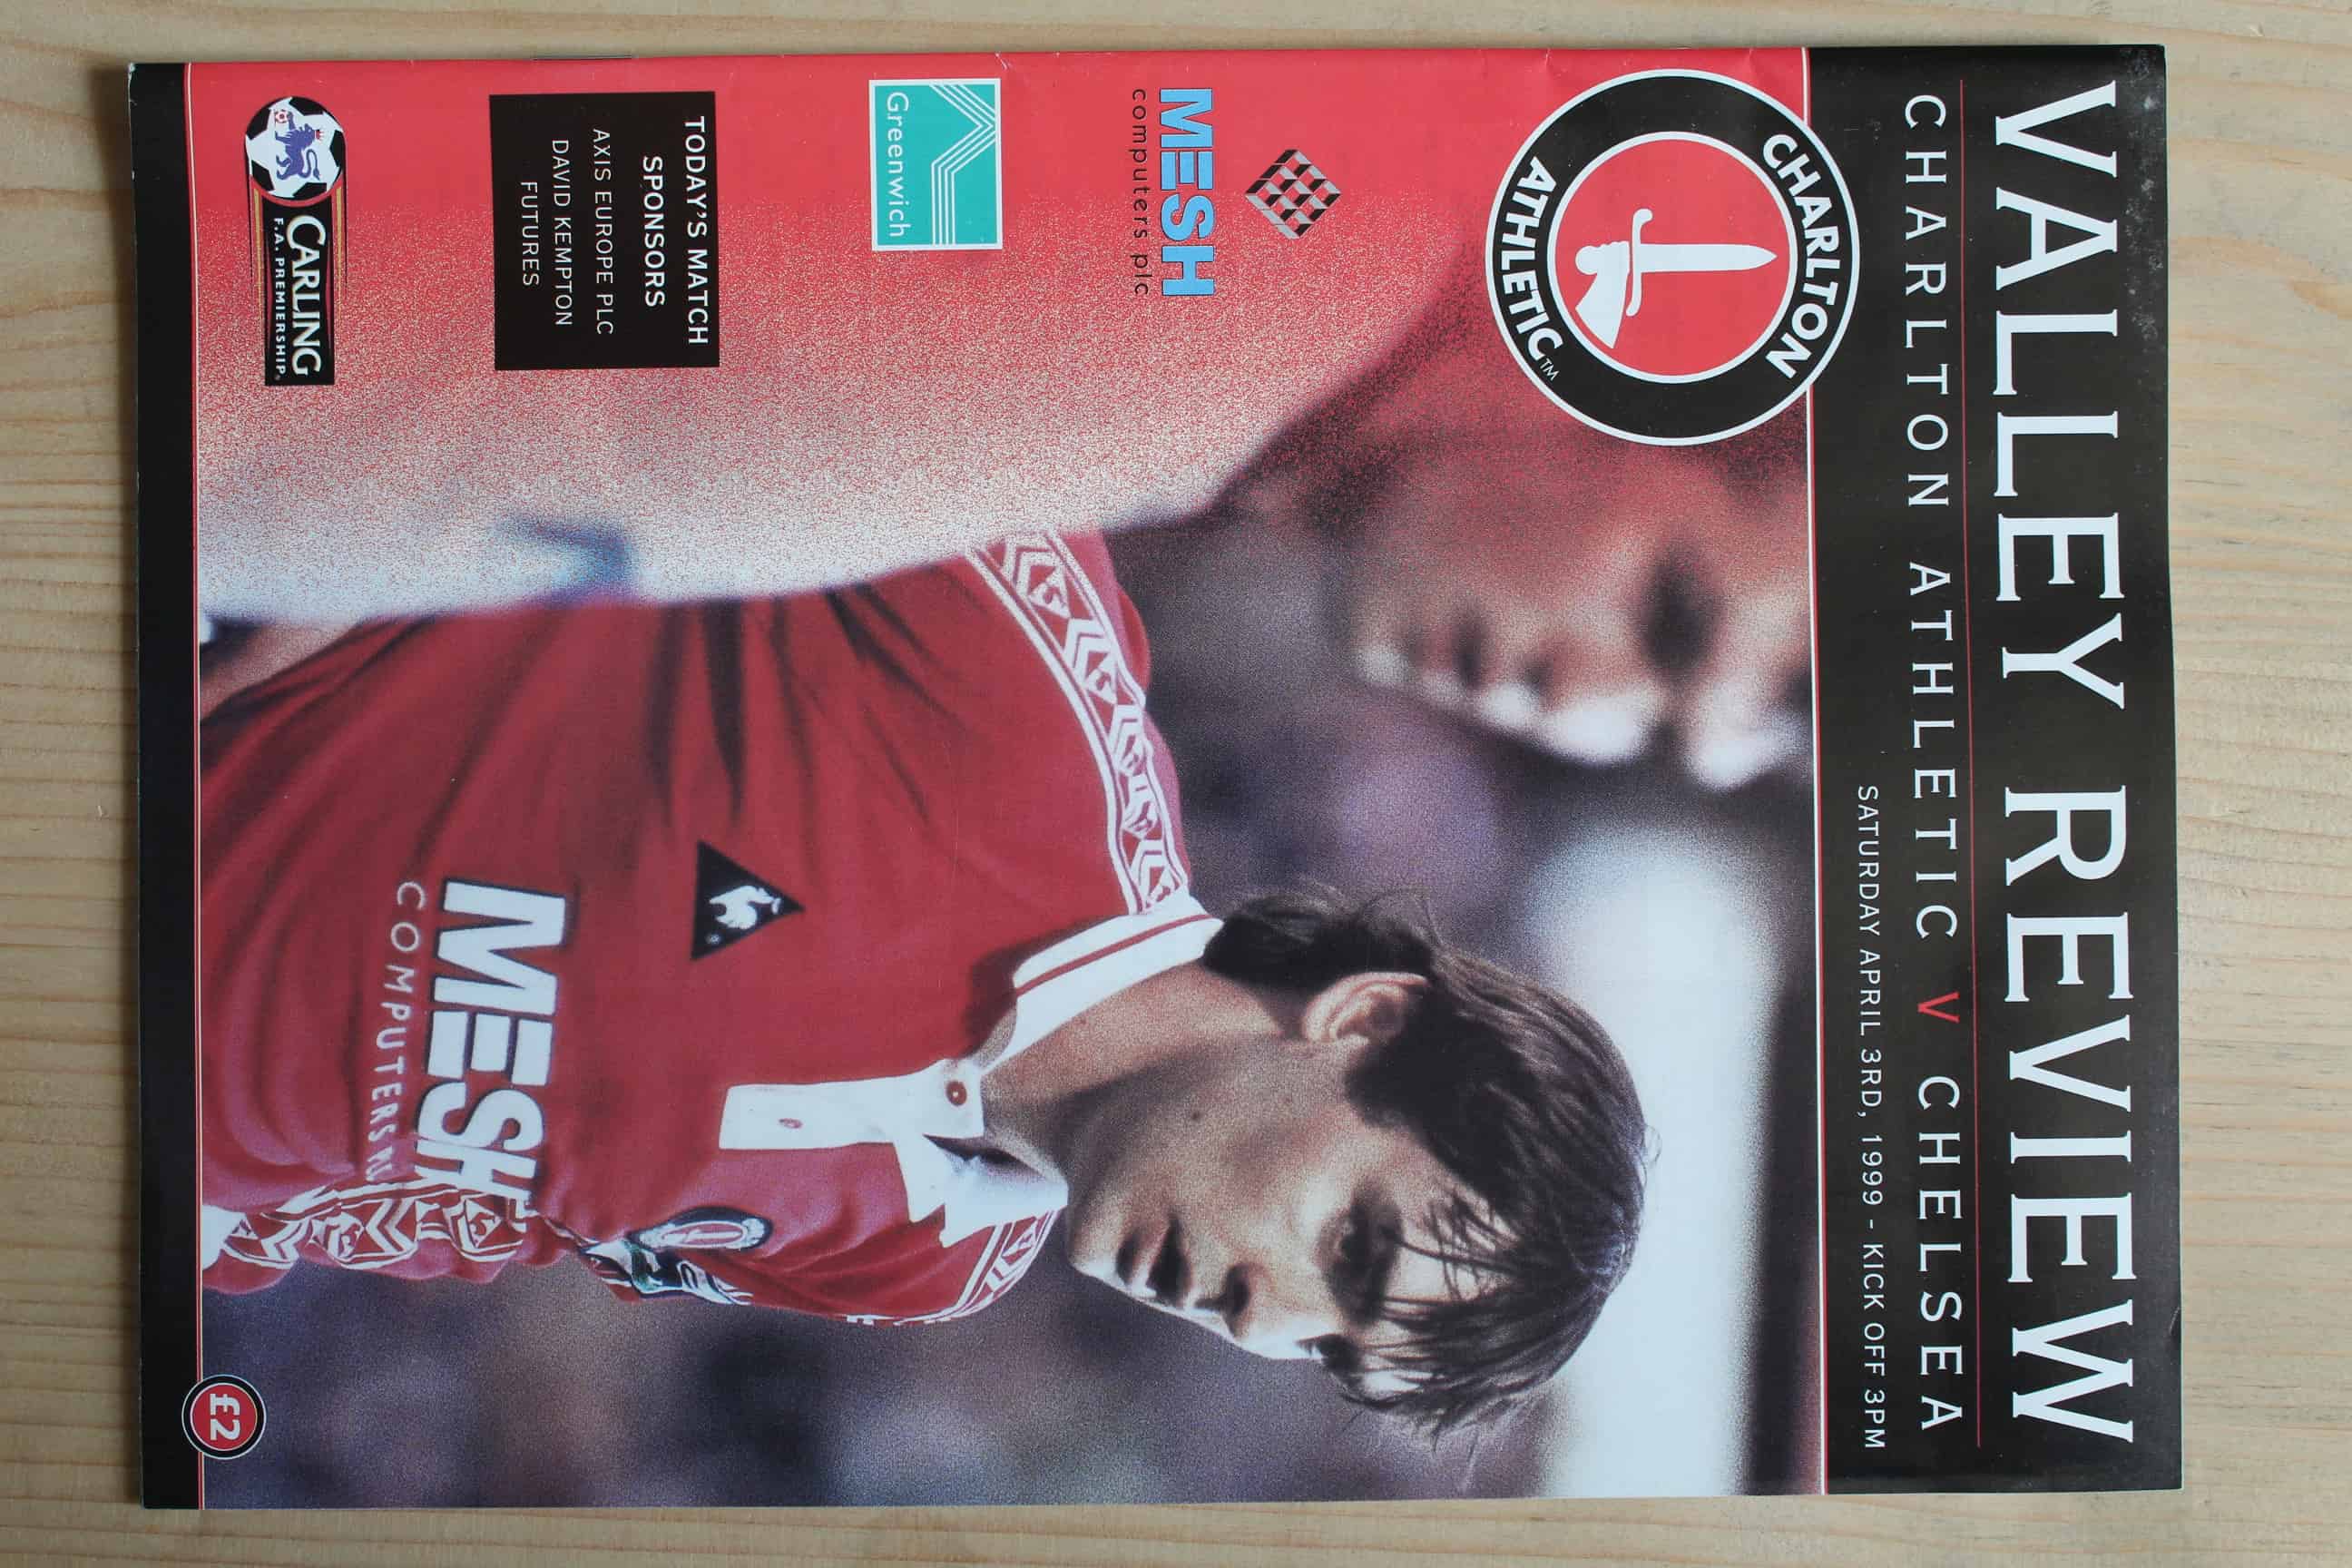 VALLEY REVIEW
CHARLTON ATHLETIC V CHELSEA
SATURDAY APRIL 3RD, 1999 - KICK OFF 3PM
CHARLTON
ATHLETIC™
MESH
computers plc
Greenwich
TODAY'S MATCH
SPONSORS
AXIS EUROPE PLC
DAVID KEMPTON
FUTURES
CARLING
F.A. PREMIERSHIP.
MESH
COMPUTERS
£2